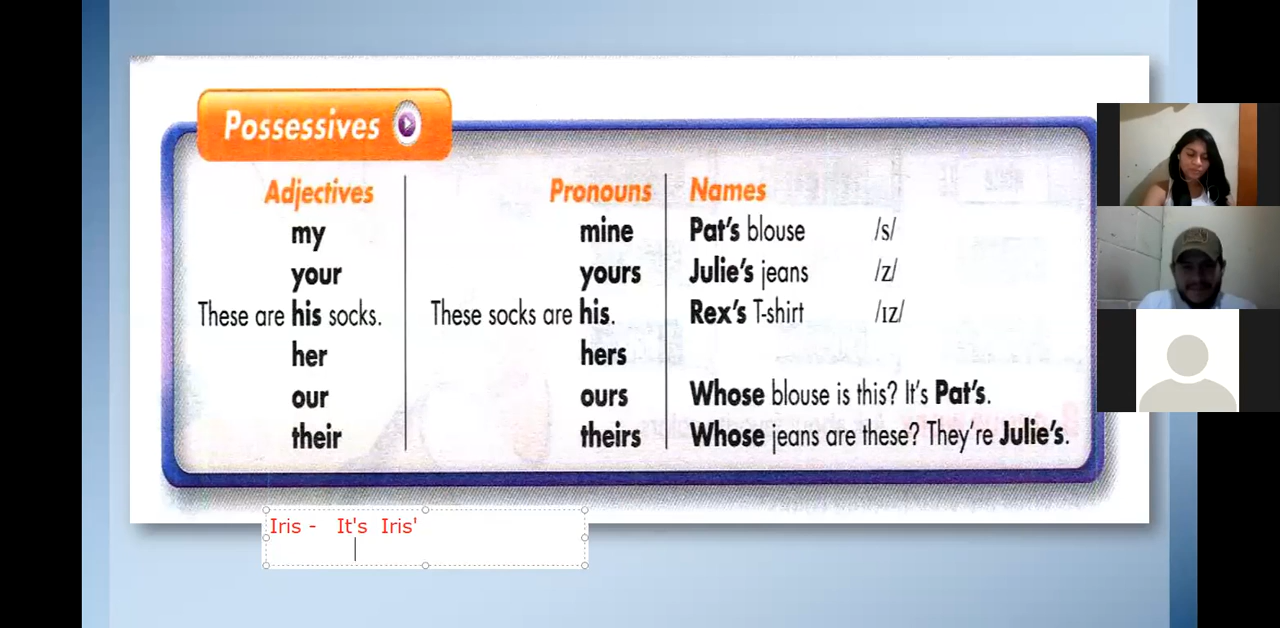 Possessives
Adjectives Pronouns Names
my mine Pat's blouse /s/
your yours Julie's jeans /z/
These are his socks. These socks are his. Rex's T-shirt /ɪz/
her hers
our ours Whose blouse is this? It's Pat's.
their theirs Whose jeans are these? They're Julie's.
Iris - It's Iris'